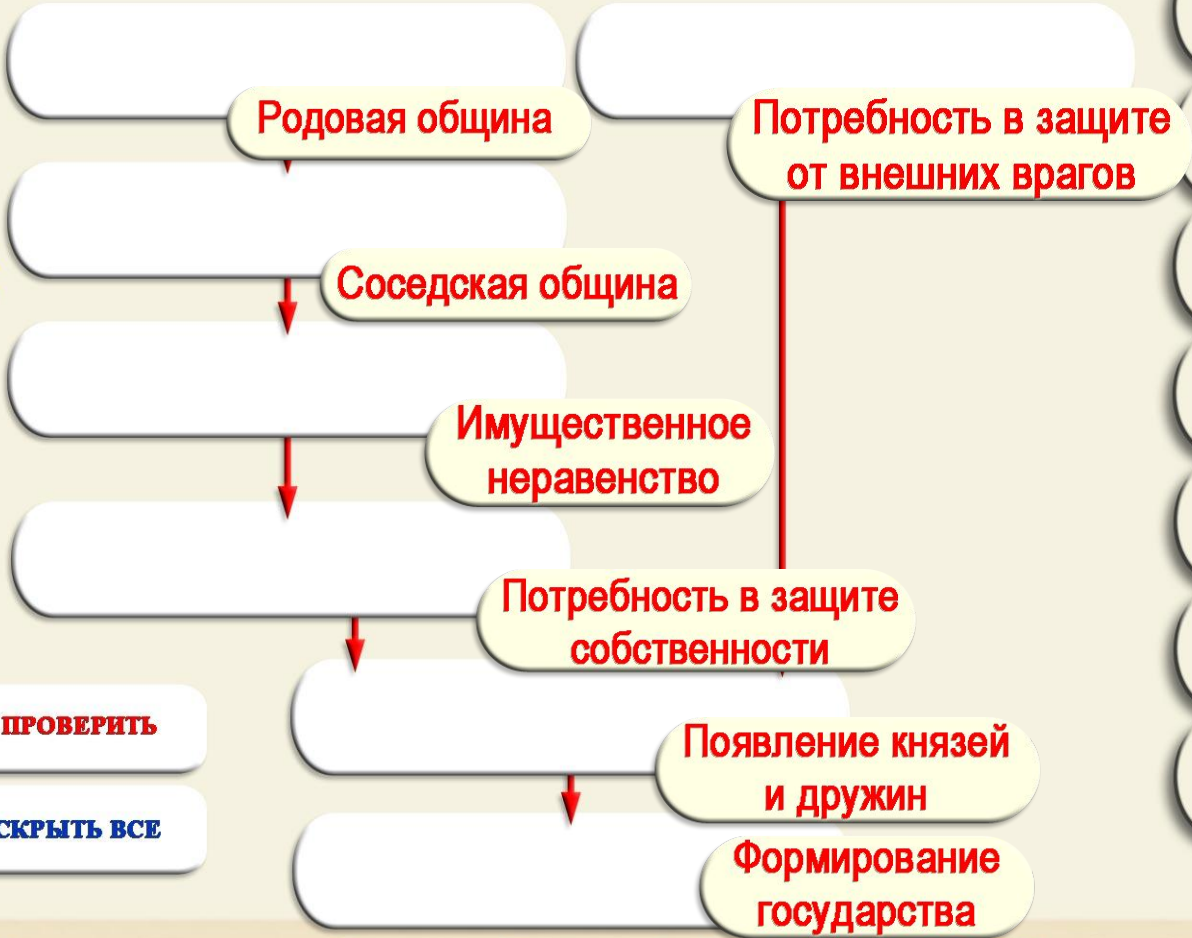 Родовая община
Потребность в защите
от внешних врагов
Соседская община
Имущественное
неравенство
Потребность в защите
собственности
ПРОВЕРИТЬ
Появление князей
и дружин
СКРЫТЬ ВСЕ
Формирование
государства